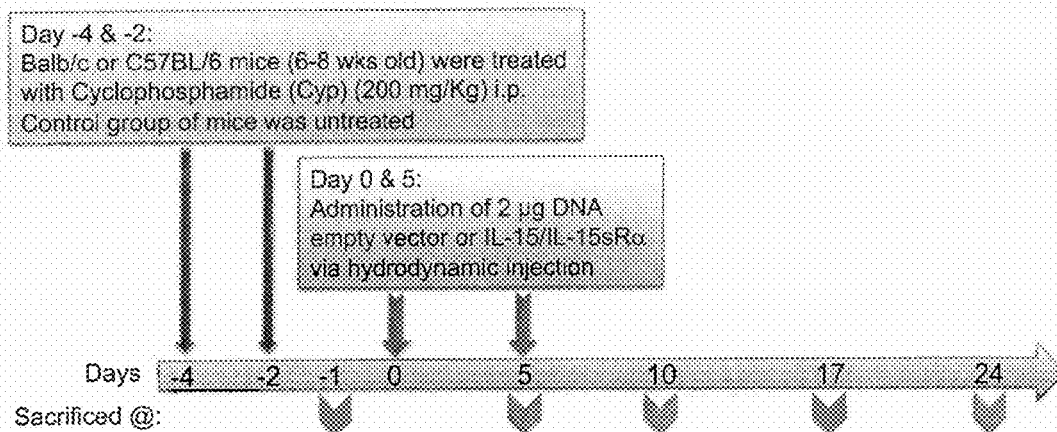 Day -4 & -2:
Balb/c or C57BL/6 mice (6-8 wks old) were treated
with Cyclophosphamide (Cyp) (200 mg/Kg) i.p.
Control group of mice was untreated
Day 0 & 5:
Administration of 2 µg DNA
empty vector or IL-15/IL-15sRα
via hydrodynamic injection
Days -4 -2 -1 0 5 10 17 24
Sacrificed @: